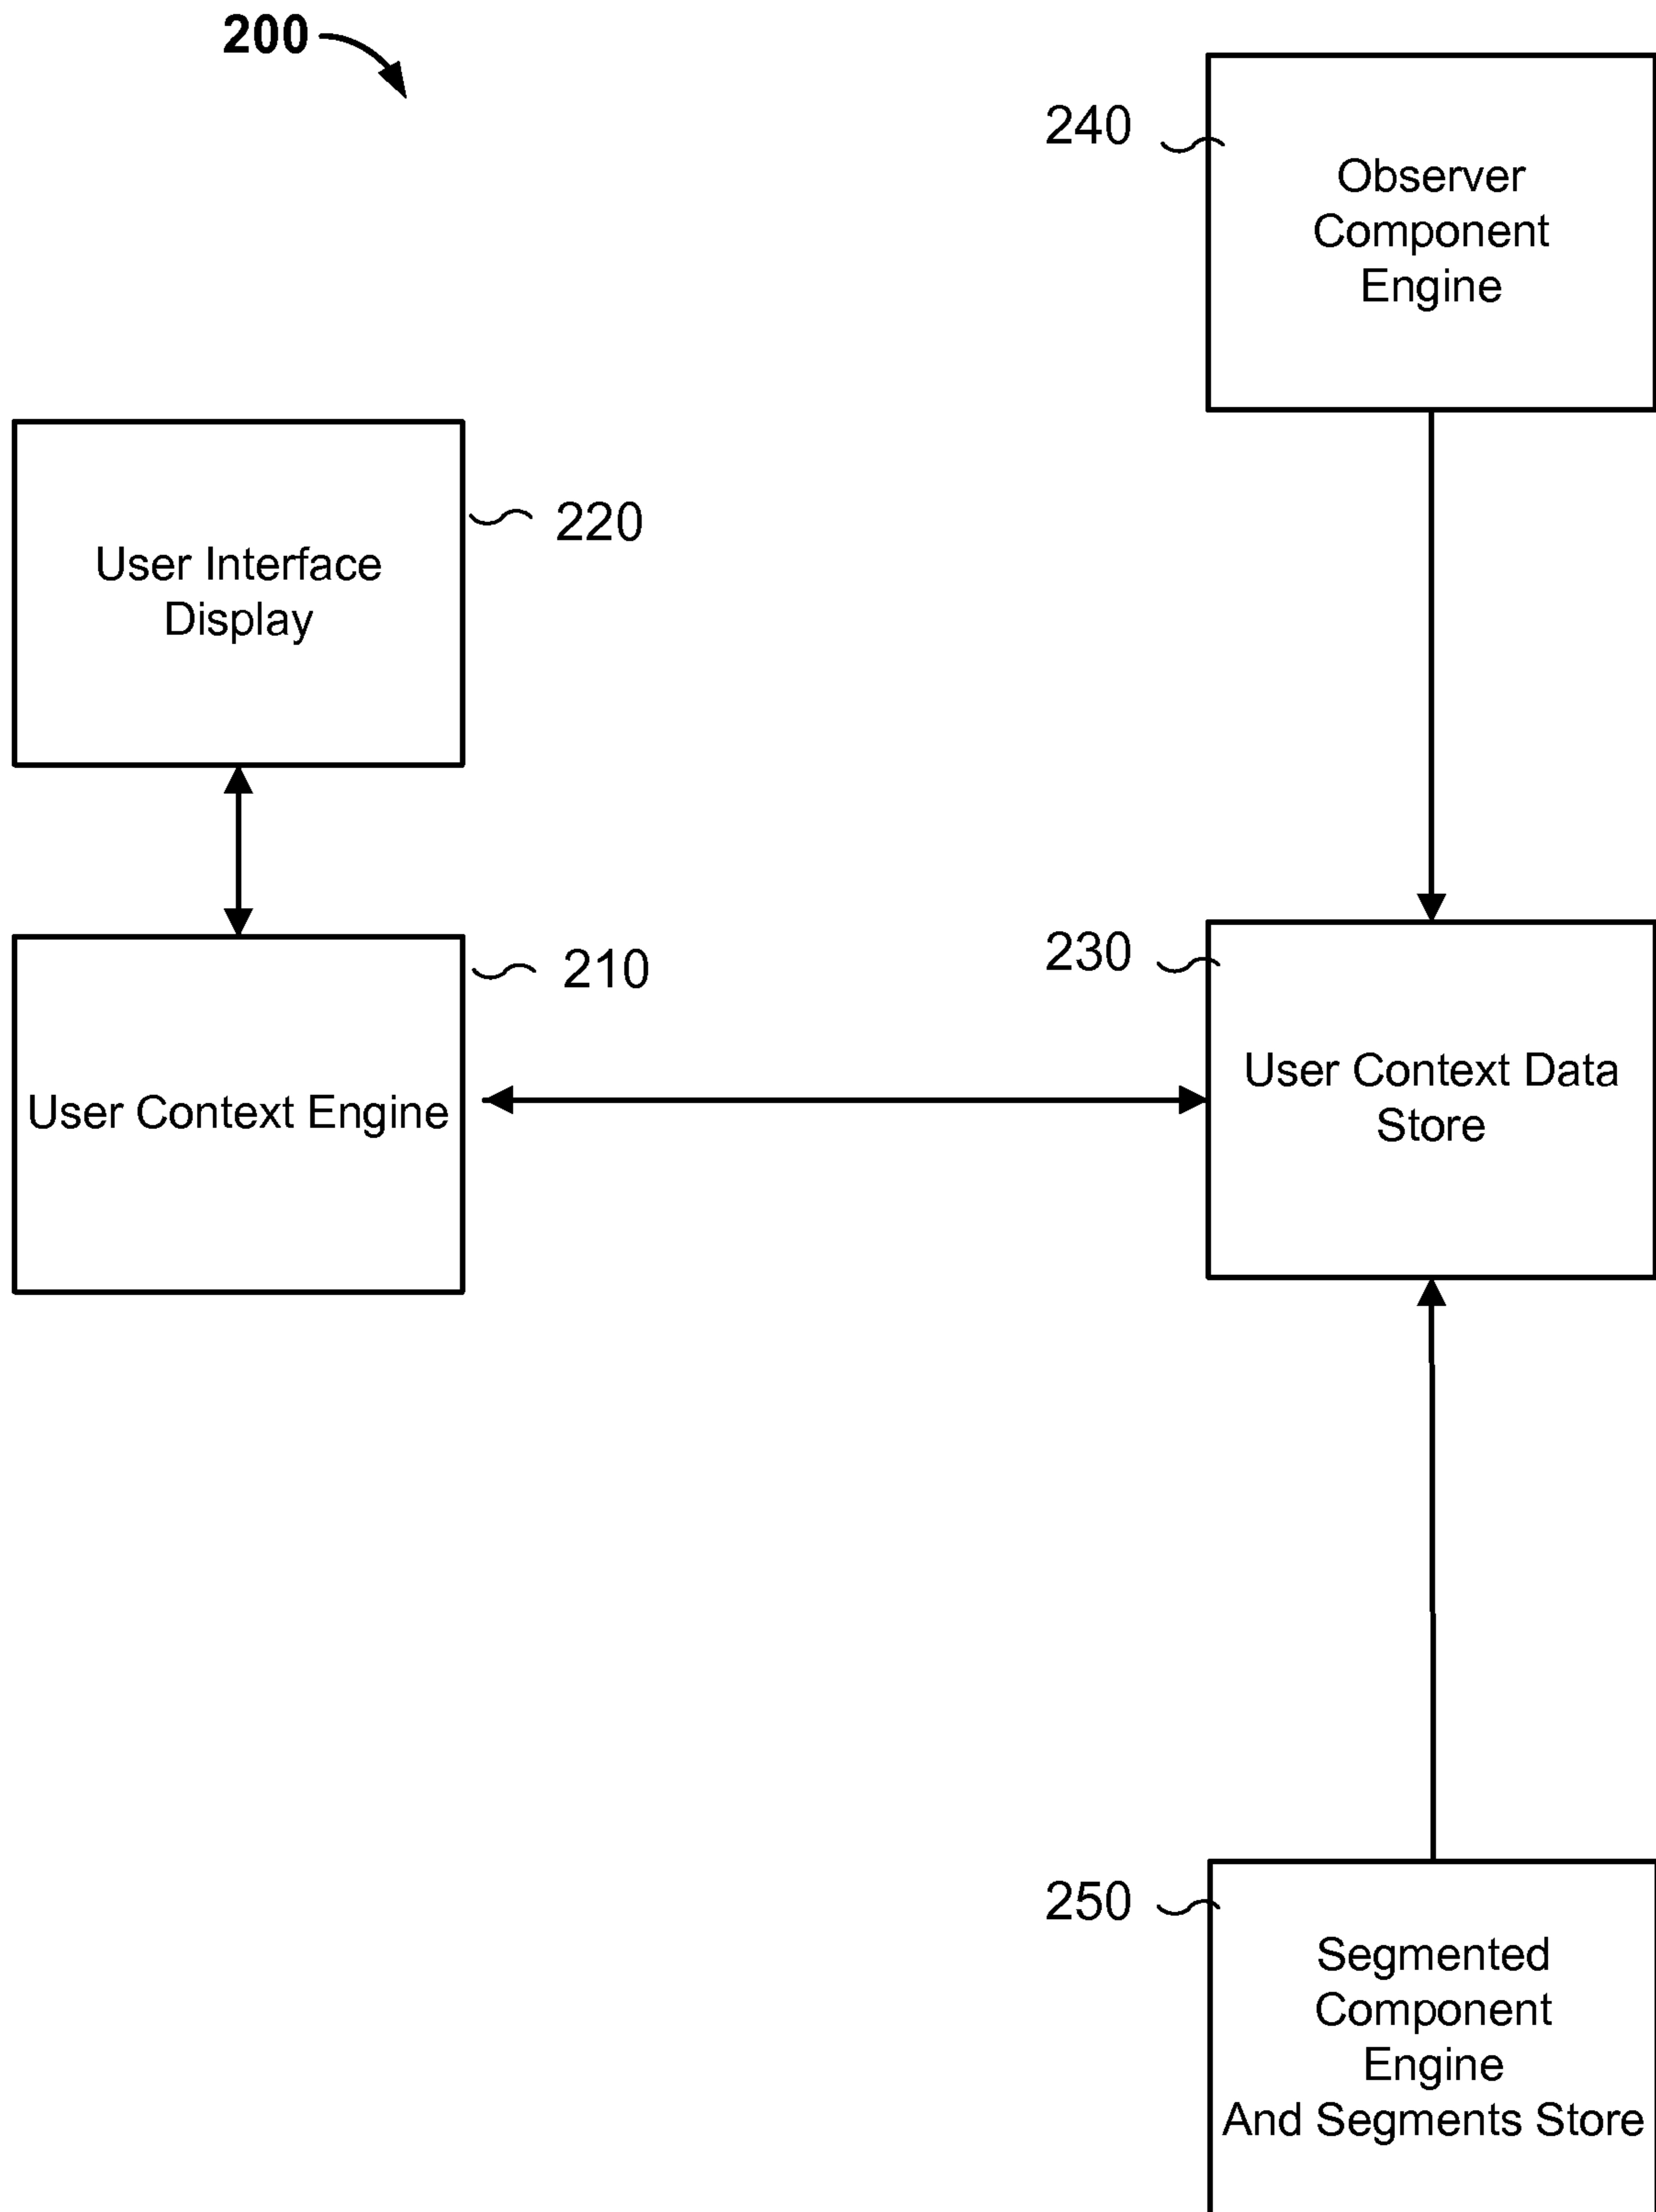 200
240
Observer
Component
Engine
User Interface
Display
220
User Context Engine
210
230
User Context Data
Store
250
Segmented
Component
Engine
And Segments Store